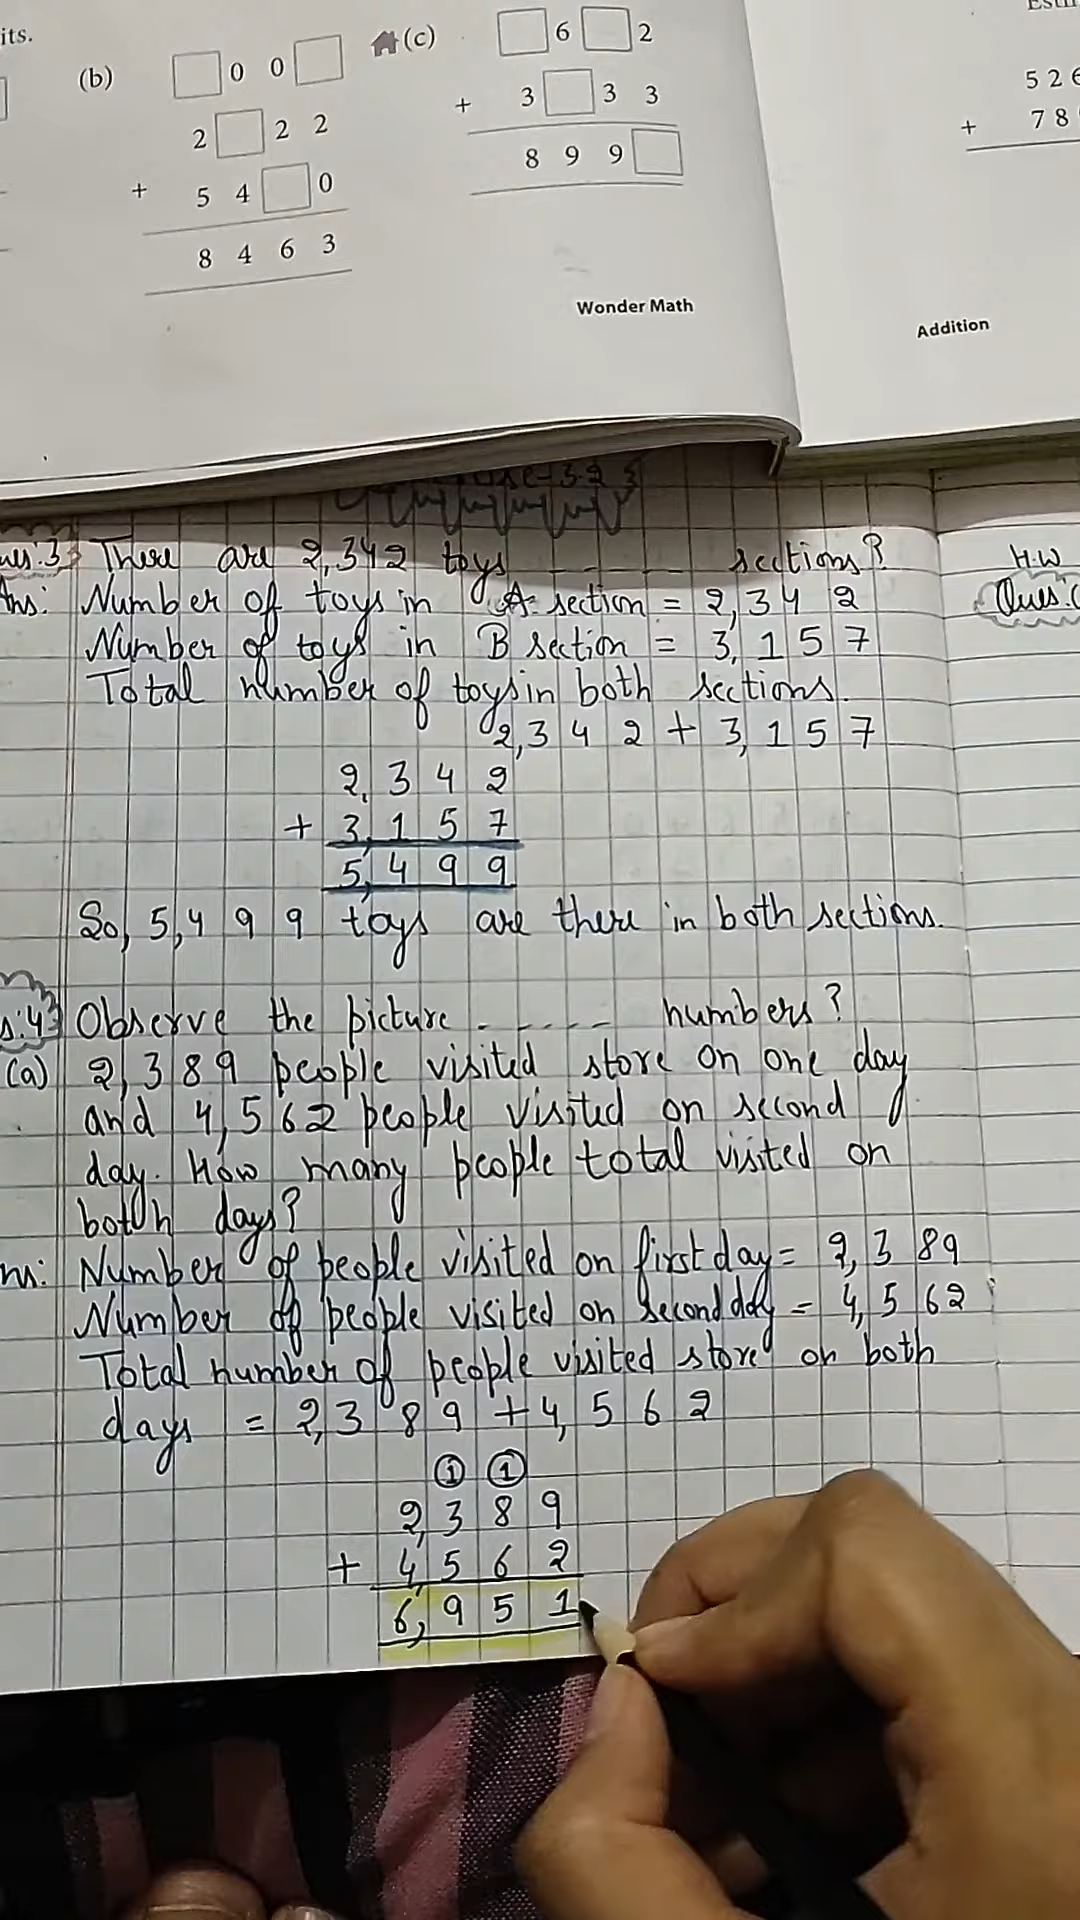 its.
(b) 0 0
2 2 2
+ 5 4 0
8 4 6 3
(c) 6 2
+ 3 3 3
8 9 9
Wonder Math
526
+ 78
Addition
3.2
There are 2,342 toys - - - - sections?
Ans: Number of toys in A section = 2,342
Number of toys in B section = 3,157
Total number of toys in both sections.
2,342 + 3,157
2,342
+ 3,157
5,499
So, 5,499 toys are there in both sections.
s:4 Observe the picture - - - - - numbers?
(a) 2,389 people visited store on one day
and 4,562 people visited on second
day. How many people total visited on
both days?
ns: Number of people visited on first day = 2,389
Number of people visited on second day = 4,562
Total number of people visited store on both
days = 2,389 + 4,562
1 1
2,389
+ 4,562
6,951
H.W
Ques.